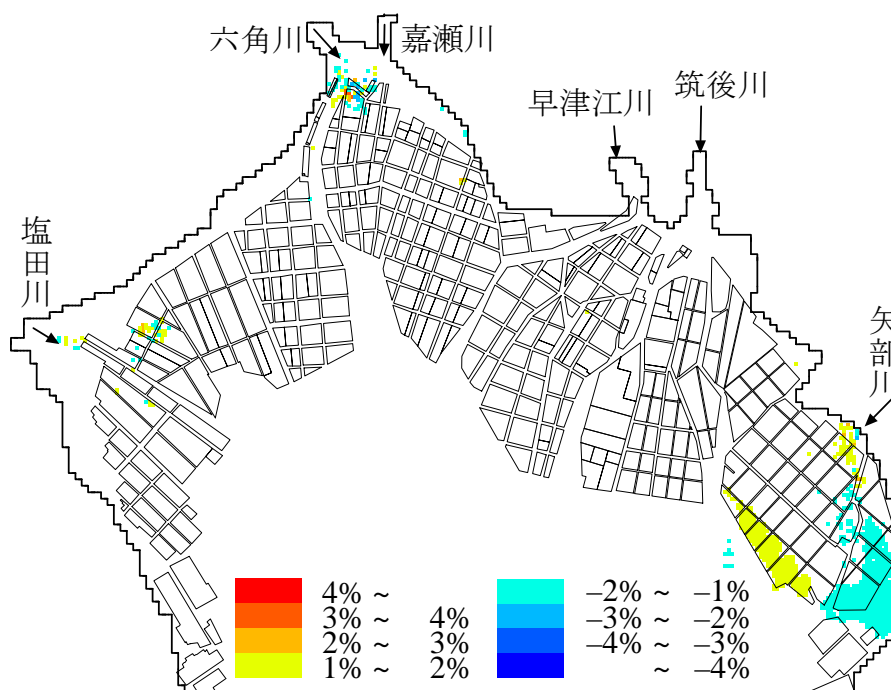 六角川
嘉瀬川
早津江川
筑後川
塩田川
矢部川
4% ~
3% ~ 4%
2% ~ 3%
1% ~ 2%
−2% ~ −1%
−3% ~ −2%
−4% ~ −3%
~ −4%